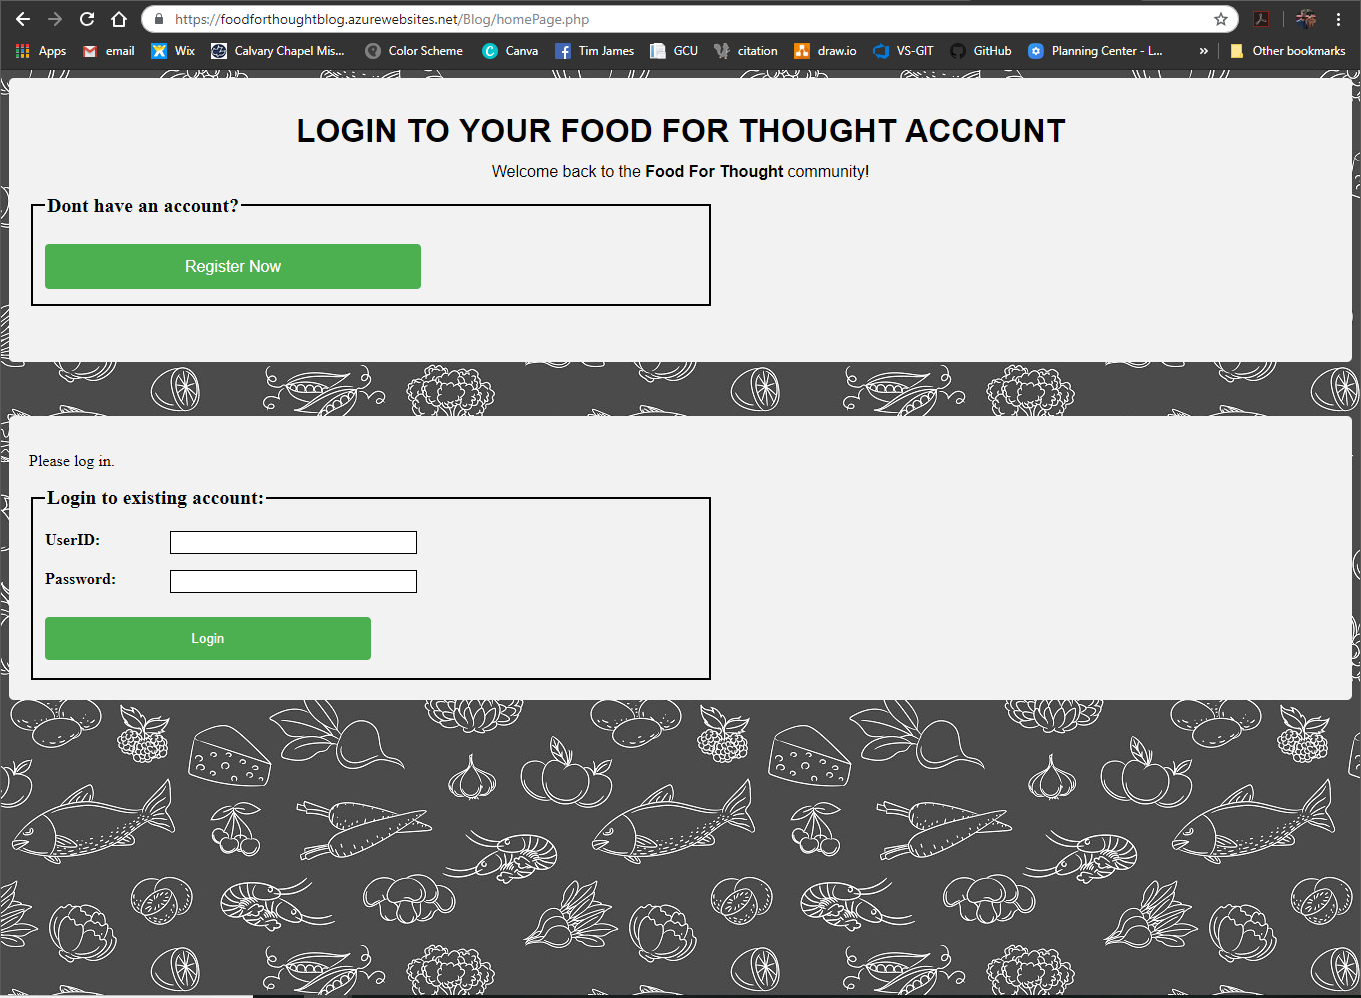 https://foodforthoughtblog.azurewebsites.net/Blog/homePage.php
Apps email Wix Calvary Chapel Mis... Color Scheme Canva Tim James GCU citation draw.io VS-GIT GitHub Planning Center - L... » Other bookmarks
LOGIN TO YOUR FOOD FOR THOUGHT ACCOUNT
Welcome back to the Food For Thought community!
Dont have an account?
Register Now
Please log in.
Login to existing account:
UserID:
Password:
Login